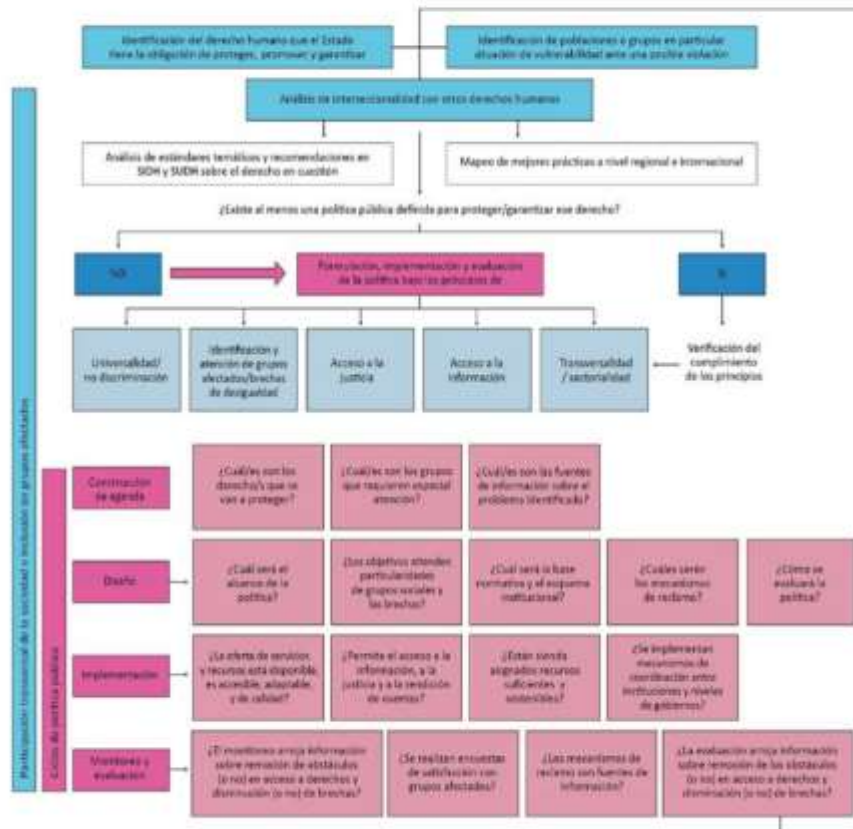 Identificación del derecho humano que el Estado
tiene la obligación de proteger, promover y garantizar
Identificación de poblaciones o grupos en particular
situación de vulnerabilidad ante una posible violación
Análisis de interseccionalidad con otros derechos humanos
Análisis de estándares temáticos y recomendaciones en
SIDH y SUDH sobre el derecho en cuestión
Mapeo de mejores prácticas a nivel regional e internacional
¿Existe al menos una política pública definida para proteger/garantizar ese derecho?
NO
Formulación, implementación y evaluación
de la política bajo los principios de
SI
Universalidad/
no discriminación
Identificación y
atención de grupos
afectados/brechas
de desigualdad
Acceso a la
justicia
Acceso a la
información
Transversalidad
/ sectorialidad
Verificación del
cumplimiento
de los principios
Participación transversal de la sociedad e inclusión en grupos afectados
Ciclos de política pública
Construcción
de agenda
¿Cuál/es son los
derecho/s que se
van a proteger?
¿Cuál/es son los grupos
que requieren especial
atención?
¿Cuál/es son las fuentes
de información sobre el
problema identificado?
Diseño
¿Cuál será el
alcance de la
política?
¿Los objetivos atienden
particularidades
de grupos sociales y
las brechas?
¿Cuál será la base
normativa y el esquema
institucional?
¿Cuáles serán
los mecanismos
de reclamo?
¿Cómo se
evaluará la
política?
Implementación
¿La oferta de servicios
y recursos está disponible,
es accesible, adaptable,
y de calidad?
¿Permite el acceso a la
información, a la
justicia y a la rendición
de cuentas?
¿Están siendo
asignados recursos
suficientes y
sostenibles?
¿Se implementan
mecanismos de
coordinación entre
instituciones y niveles
de gobiernos?
Monitoreo y
evaluación
¿El monitoreo arroja información
sobre remoción de obstáculos
(o no) en acceso a derechos y
disminución (o no) de brechas?
¿Se realizan encuestas
de satisfacción con
grupos afectados?
¿Los mecanismos de
reclamo son fuentes de
información?
¿La evaluación arroja información
sobre remoción de los obstáculos
(o no) en acceso a derechos y
disminución (o no) de brechas?